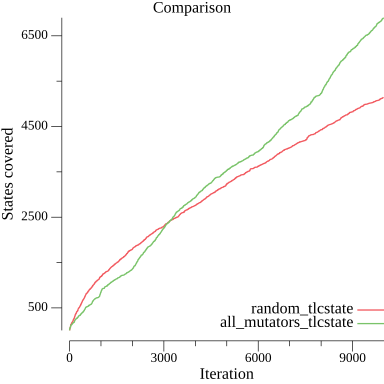 Comparison
States covered
6500
4500
2500
500
random_tlcstate
all_mutators_tlcstate
0 3000 6000 9000
Iteration